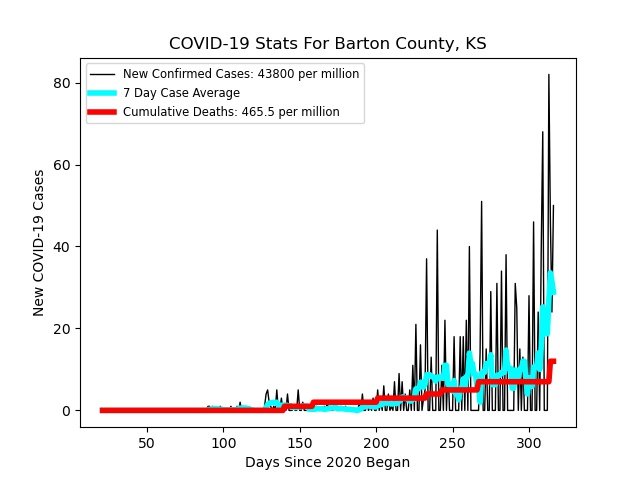 COVID-19 Stats For Barton County, KS
New Confirmed Cases: 43800 per million
7 Day Case Average
Cumulative Deaths: 465.5 per million
New COVID-19 Cases
80
60
40
20
0
50 100 150 200 250 300
Days Since 2020 Began